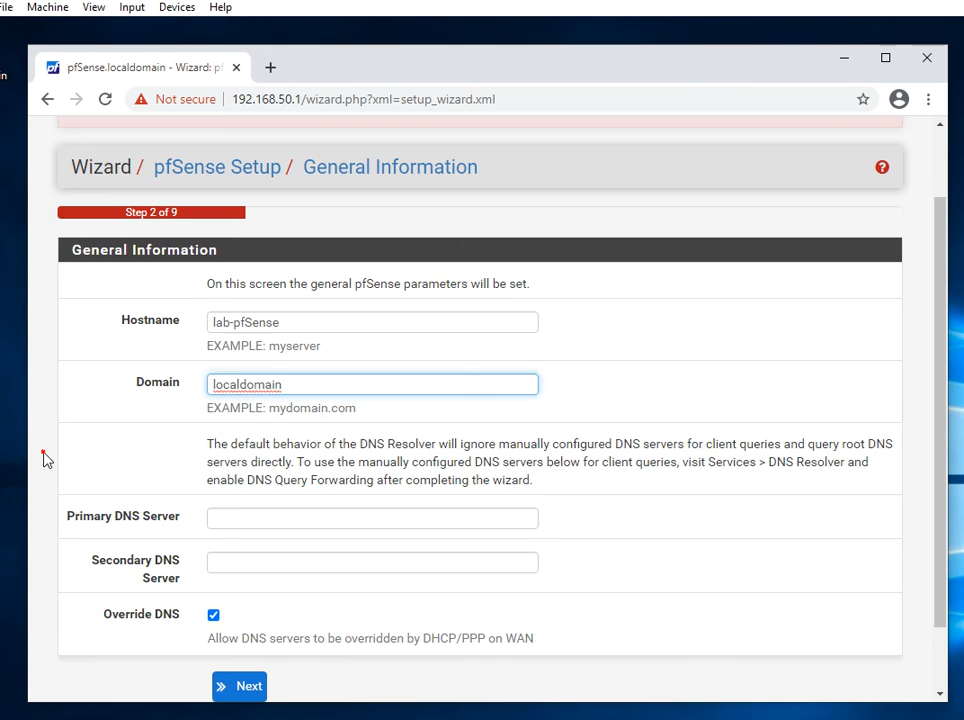 File Machine View Input Devices Help
in
pfSense.localdomain - Wizard: pf
Not secure 192.168.50.1/wizard.php?xml=setup_wizard.xml
Wizard / pfSense Setup / General Information
Step 2 of 9
General Information
On this screen the general pfSense parameters will be set.
Hostname
lab-pfSense
EXAMPLE: myserver
Domain
localdomain
EXAMPLE: mydomain.com
The default behavior of the DNS Resolver will ignore manually configured DNS servers for client queries and query root DNS
servers directly. To use the manually configured DNS servers below for client queries, visit Services > DNS Resolver and
enable DNS Query Forwarding after completing the wizard.
Primary DNS Server
Secondary DNS
Server
Override DNS
Allow DNS servers to be overridden by DHCP/PPP on WAN
Next